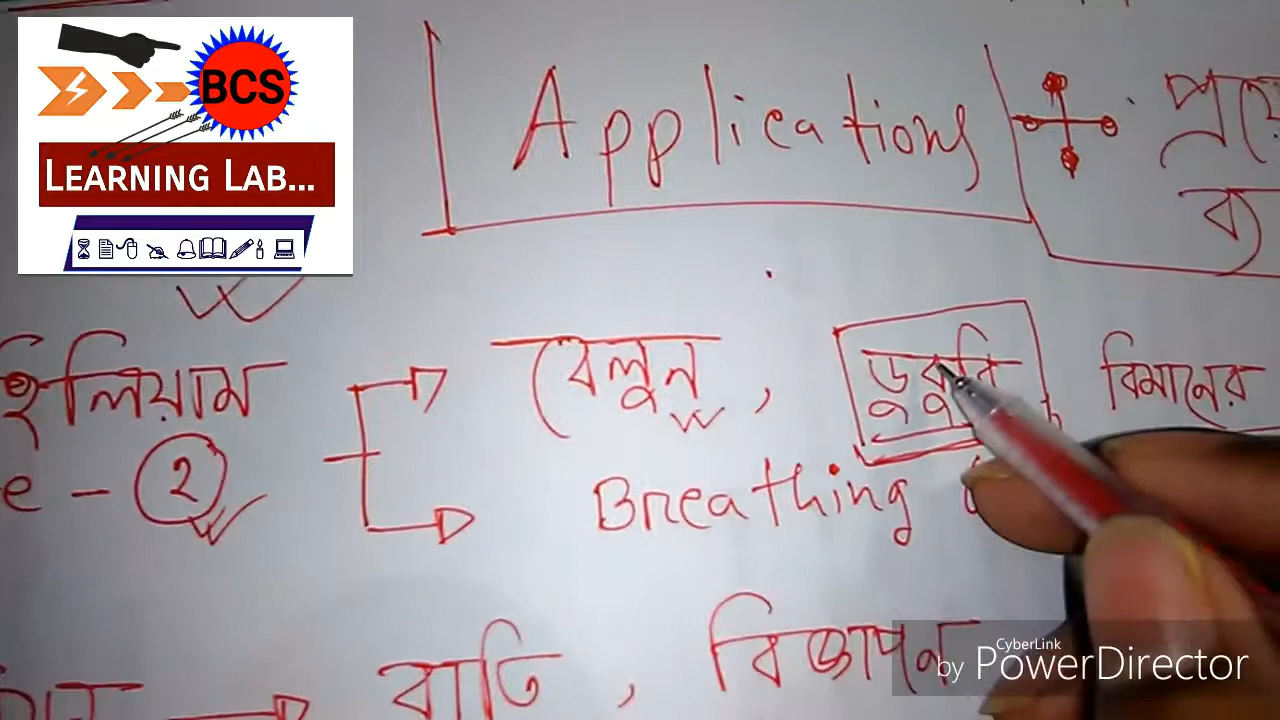 BCS
LEARNING LAB...
Applications
ব্য
হিলিয়াম
বেলুন, ডুবুরি বিমানের
e - 2
Breathing
বাতি, বিজ্ঞাপন
CyberLink
by PowerDirector